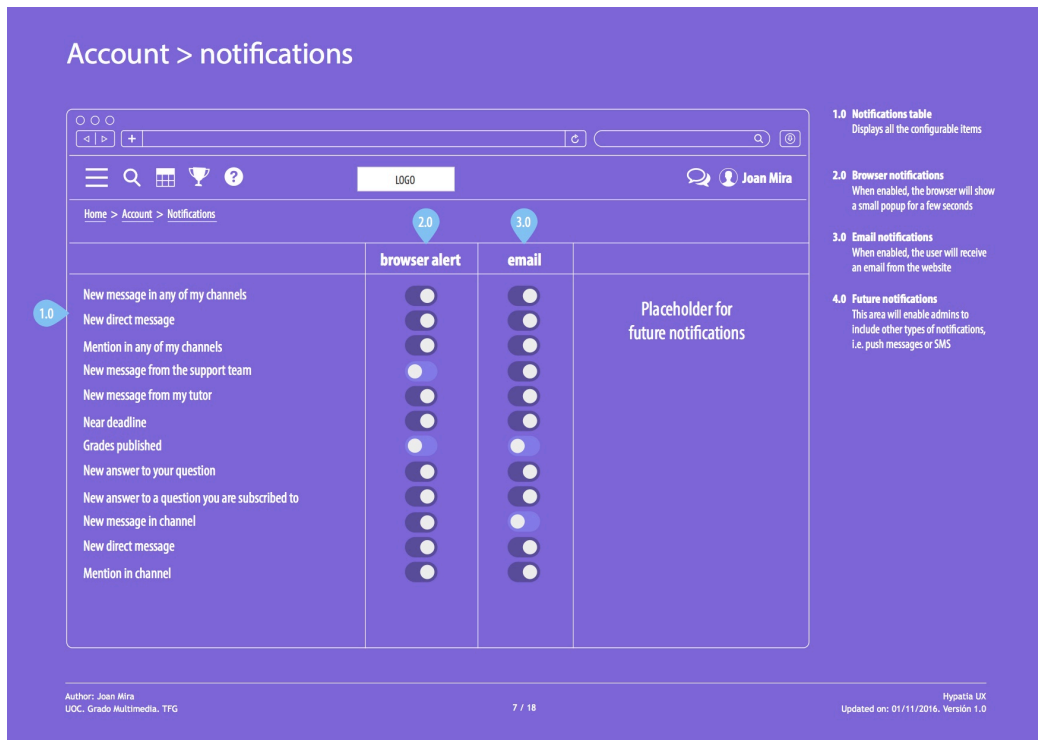 Account > notifications
LOGO
Joan Mira
Home > Account > Notifications
2.0
3.0
browser alert
email
1.0
New message in any of my channels
New direct message
Mention in any of my channels
New message from the support team
New message from my tutor
Near deadline
Grades published
New answer to your question
New answer to a question you are subscribed to
New message in channel
New direct message
Mention in channel
Placeholder for
future notifications
1.0 Notifications table
Displays all the configurable items
2.0 Browser notifications
When enabled, the browser will show
a small popup for a few seconds
3.0 Email notifications
When enabled, the user will receive
an email from the website
4.0 Future notifications
This area will enable admins to
include other types of notifications,
i.e. push messages or SMS
Author: Joan Mira
UOC. Grado Multimedia. TFG
7 / 18
Hypatia UX
Updated on: 01/11/2016. Versión 1.0